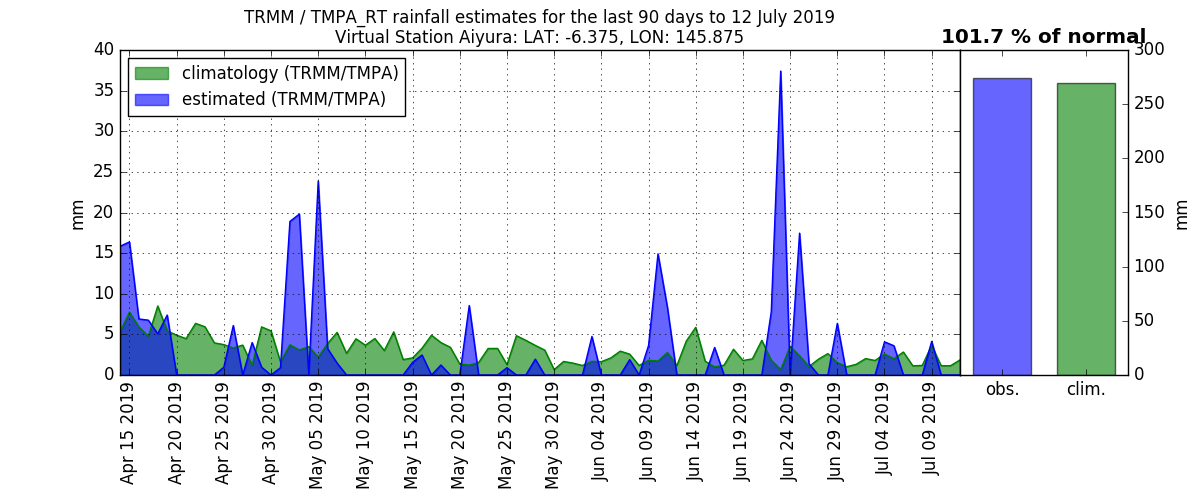 TRMM / TMPA_RT rainfall estimates for the last 90 days to 12 July 2019
Virtual Station Aiyura: LAT: -6.375, LON: 145.875
101.7 % of normal
climatology (TRMM/TMPA)
estimated (TRMM/TMPA)
mm
40
35
30
25
20
15
10
5
0
Apr 15 2019
Apr 20 2019
Apr 25 2019
Apr 30 2019
May 05 2019
May 10 2019
May 15 2019
May 20 2019
May 25 2019
May 30 2019
Jun 04 2019
Jun 09 2019
Jun 14 2019
Jun 19 2019
Jun 24 2019
Jun 29 2019
Jul 04 2019
Jul 09 2019
obs.
clim.
300
250
200
150
100
50
0
mm